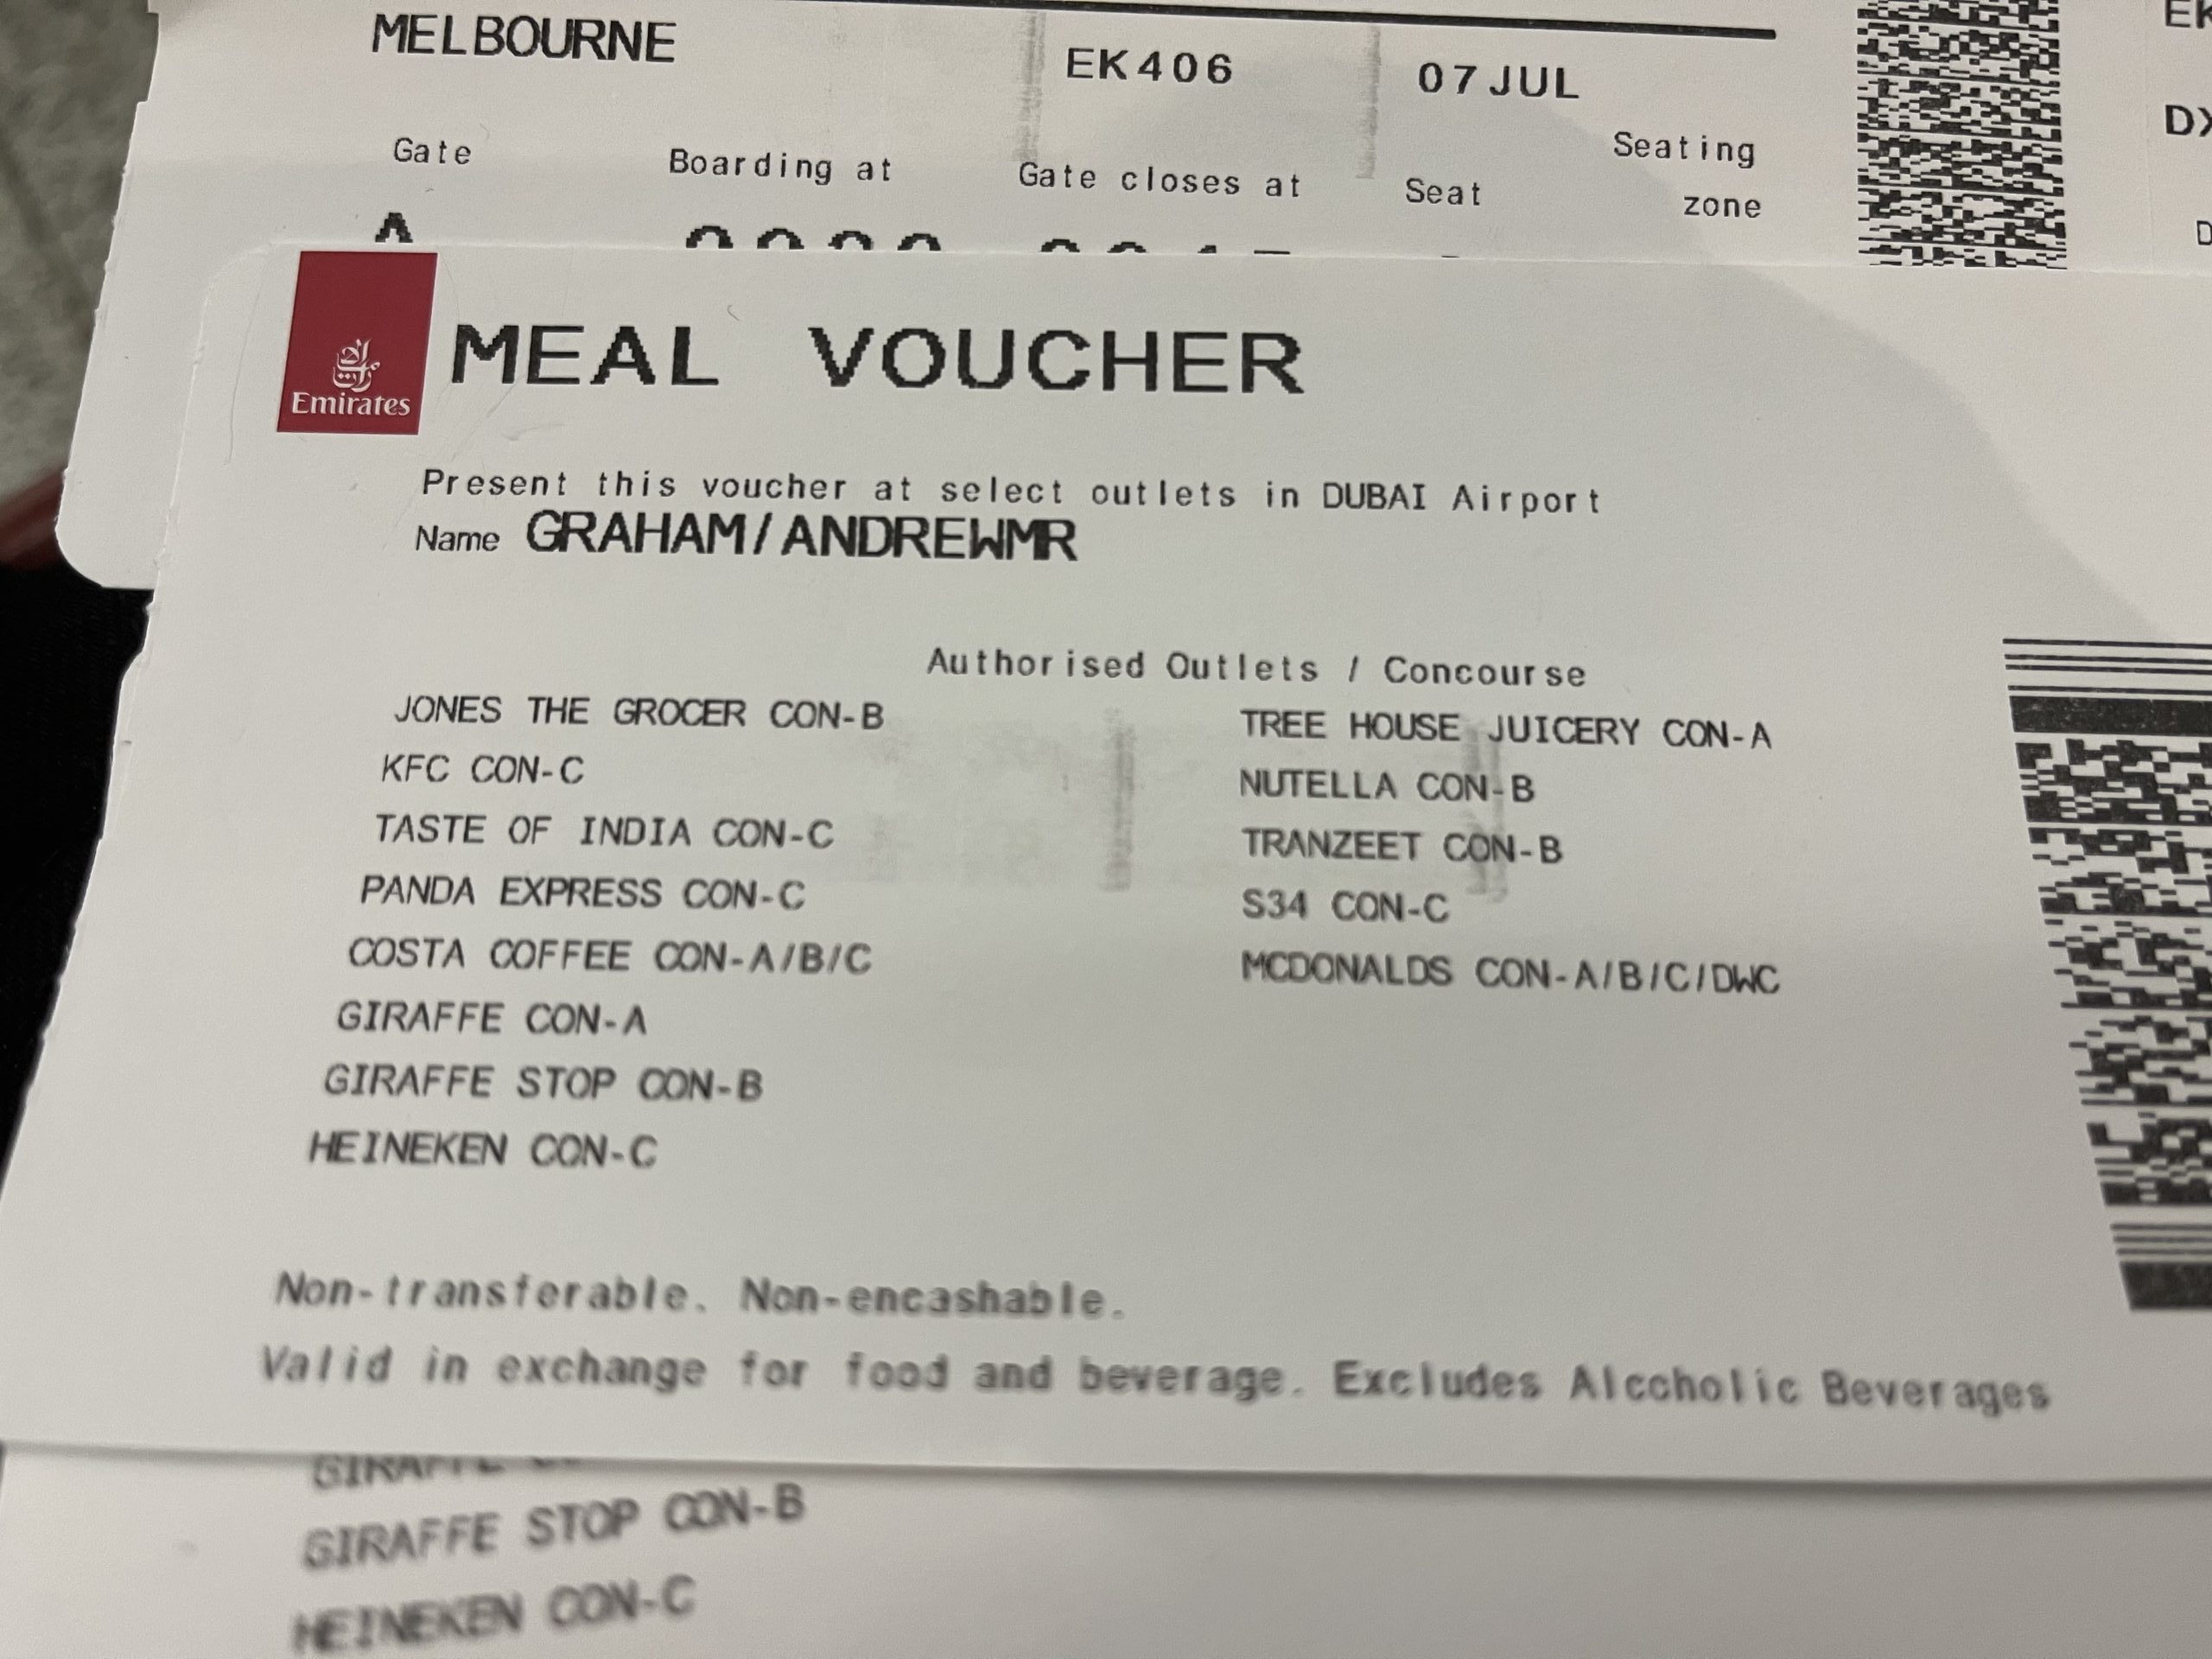 MELBOURNE EK406 07JUL EK
Gate Boarding at Gate closes at Seat Seating zone
A
Emirates
MEAL VOUCHER
Present this voucher at select outlets in DUBAI Airport
Name GRAHAM/ANDREWMR
Authorised Outlets / Concourse
JONES THE GROCER CON-B
KFC CON-C
TASTE OF INDIA CON-C
PANDA EXPRESS CON-C
COSTA COFFEE CON-A/B/C
GIRAFFE CON-A
GIRAFFE STOP CON-B
HEINEKEN CON-C
TREE HOUSE JUICERY CON-A
NUTELLA CON-B
TRANZEET CON-B
S34 CON-C
MCDONALDS CON-A/B/C/DWC
Non-transferable. Non-encashable.
Valid in exchange for food and beverage. Excludes Alccholic Beverages
GIRAFFE STOP CON-B
HEINEKEN CON-C